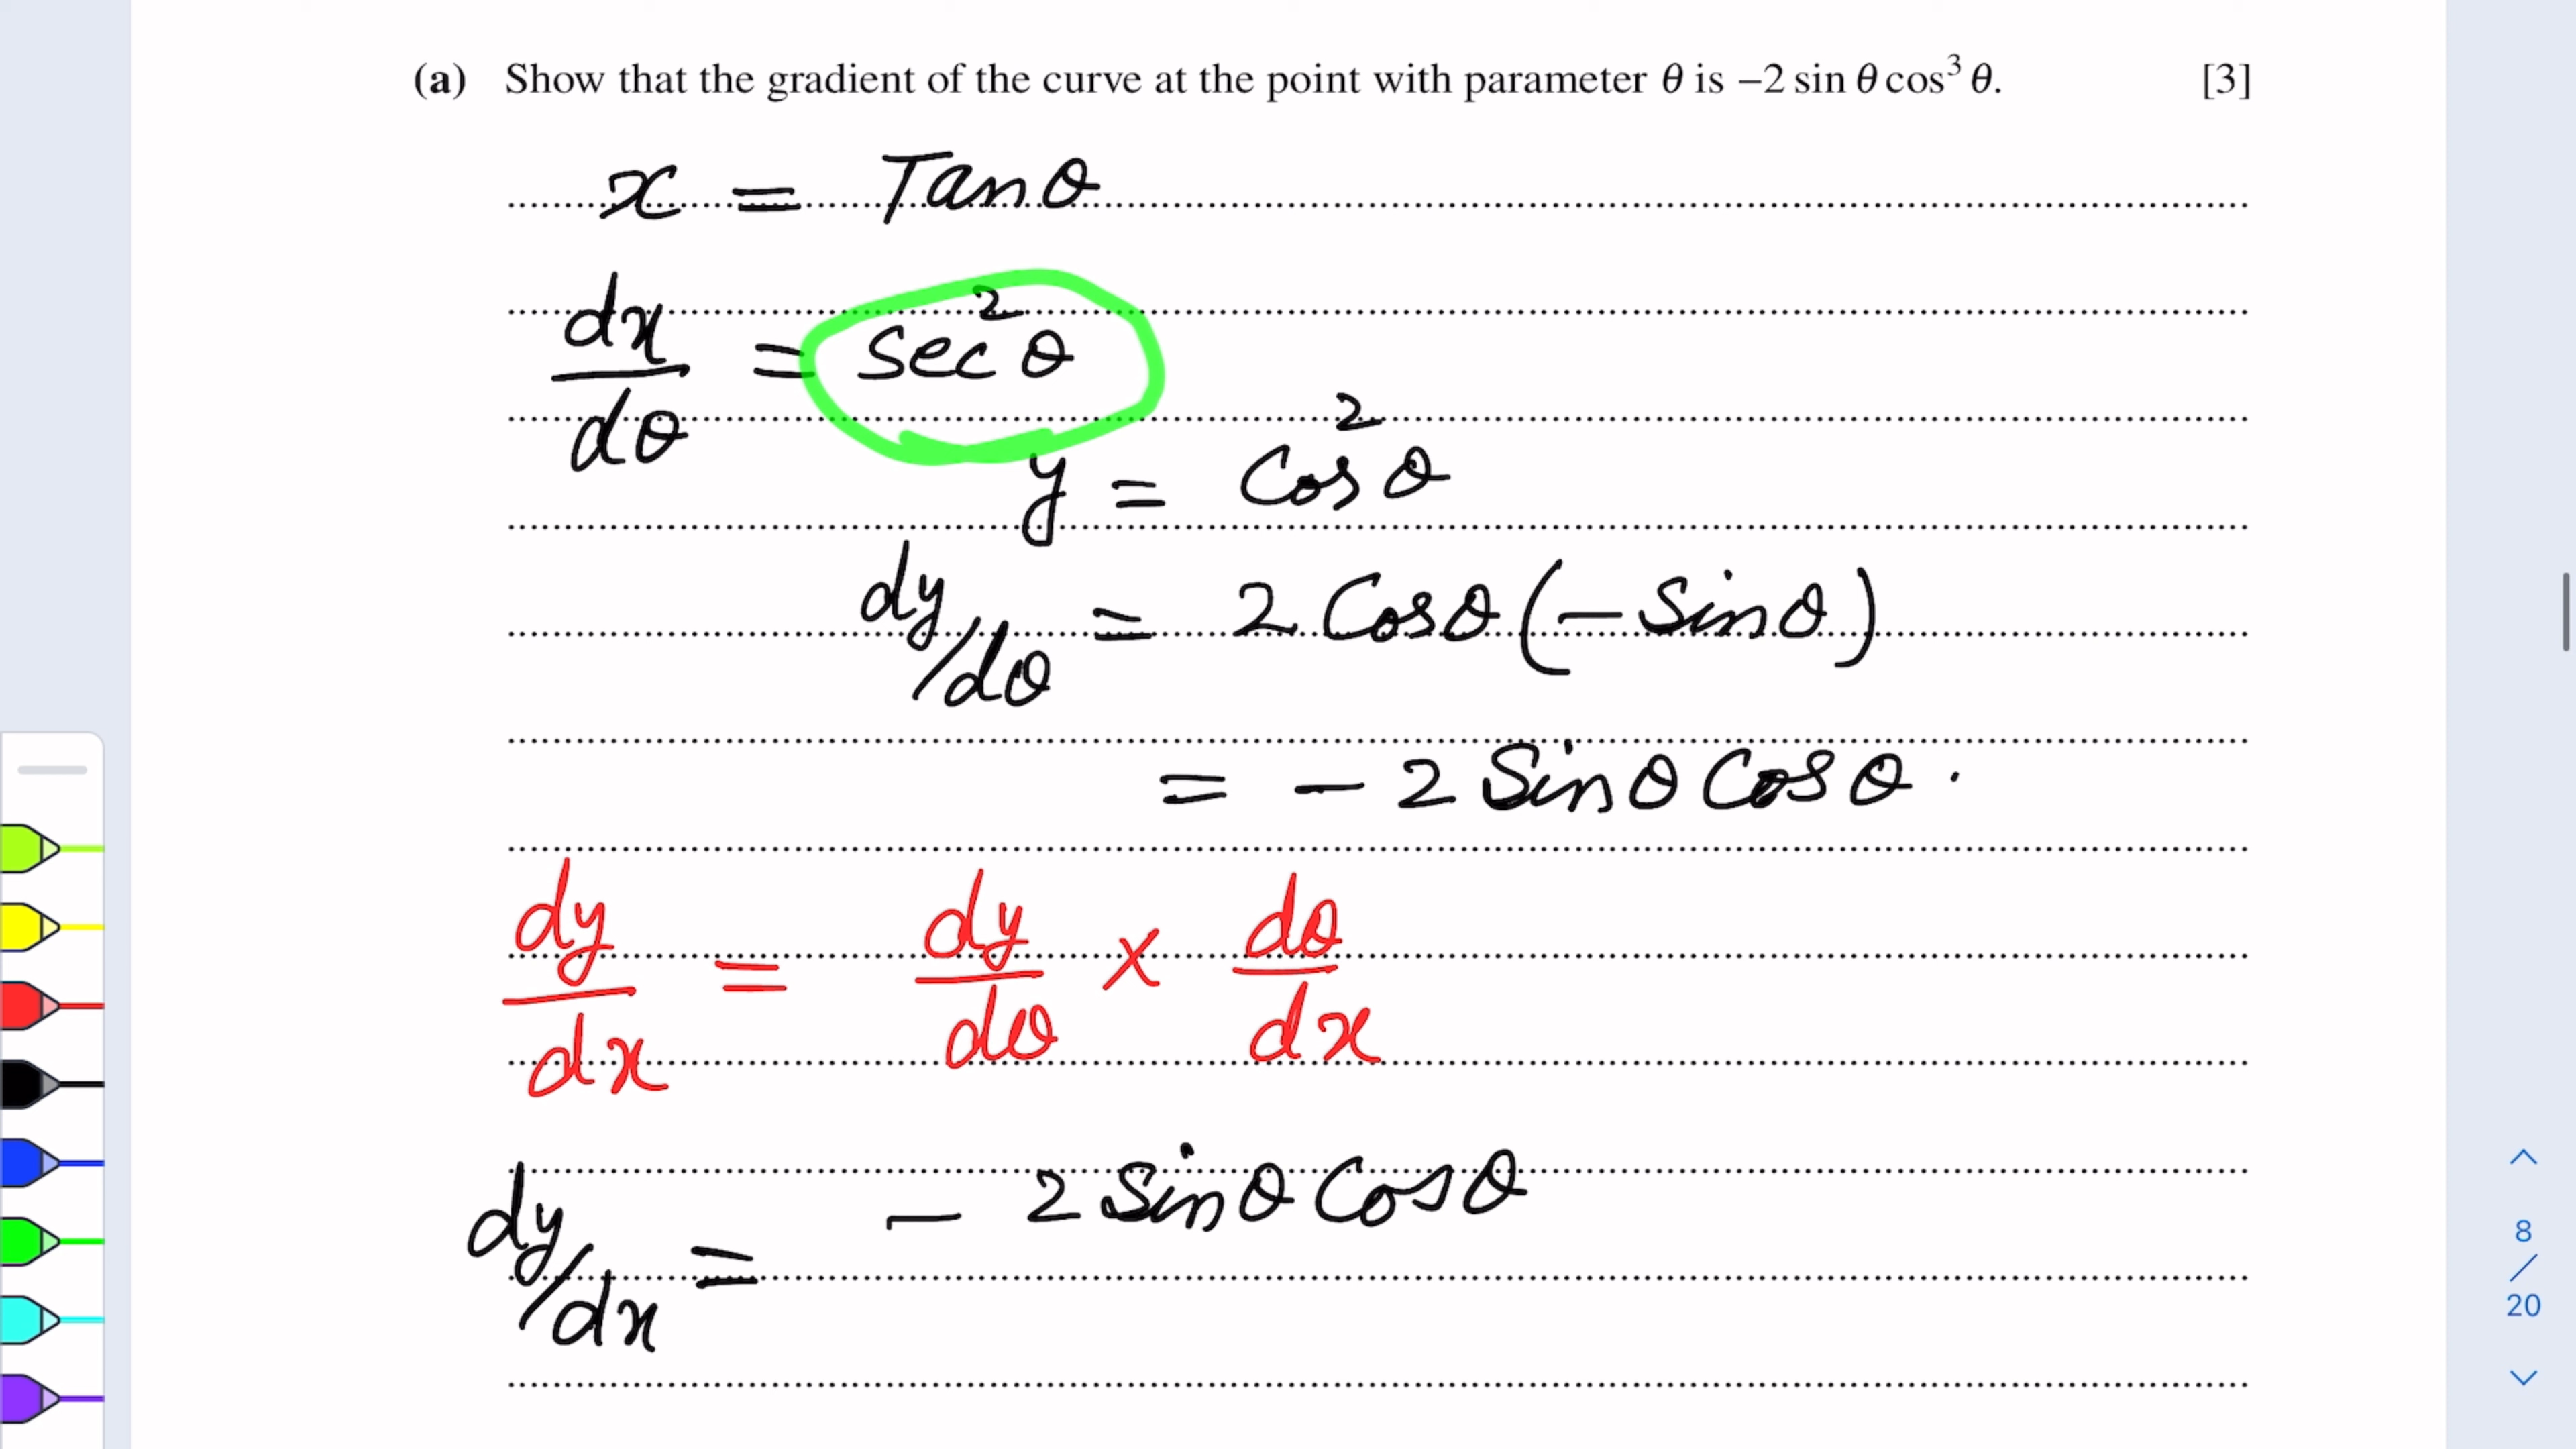 (a) Show that the gradient of the curve at the point with parameter θ is −2 sin θ cos³ θ. [3]
x = Tanθ
dx/dθ = sec²θ
y = Cos²θ
dy/dθ = 2 Cosθ (− Sinθ)
= − 2 Sinθ Cosθ .
dy/dx = dy/dθ × dθ/dx
dy/dx = − 2 Sinθ Cosθ
8
/
20